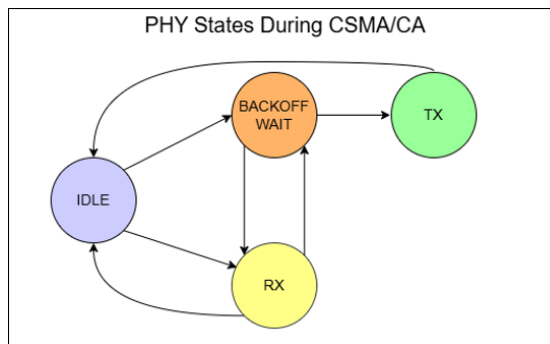 PHY States During CSMA/CA
BACKOFF
WAIT
TX
IDLE
RX